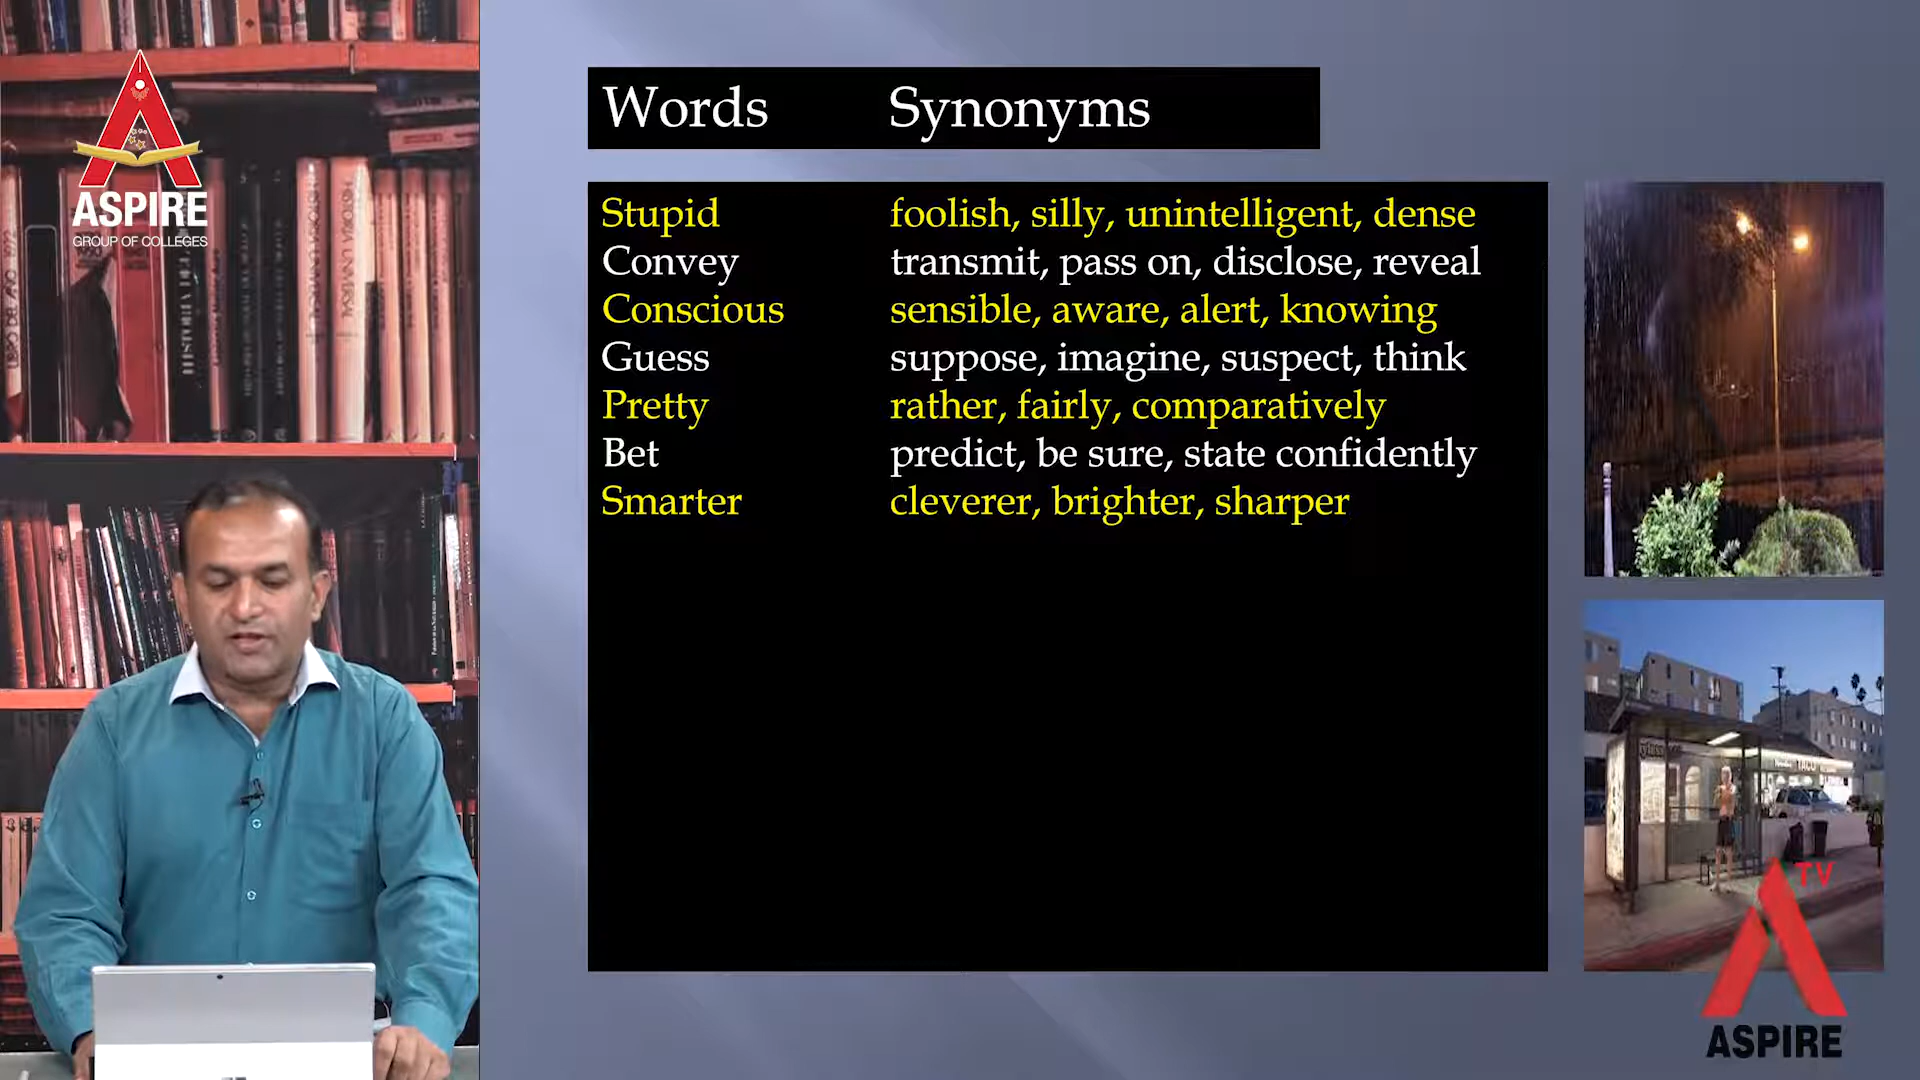 ASPIRE
GROUP OF COLLEGES
Words Synonyms
Stupid foolish, silly, unintelligent, dense
Convey transmit, pass on, disclose, reveal
Conscious sensible, aware, alert, knowing
Guess suppose, imagine, suspect, think
Pretty rather, fairly, comparatively
Bet predict, be sure, state confidently
Smarter cleverer, brighter, sharper
TV
ASPIRE